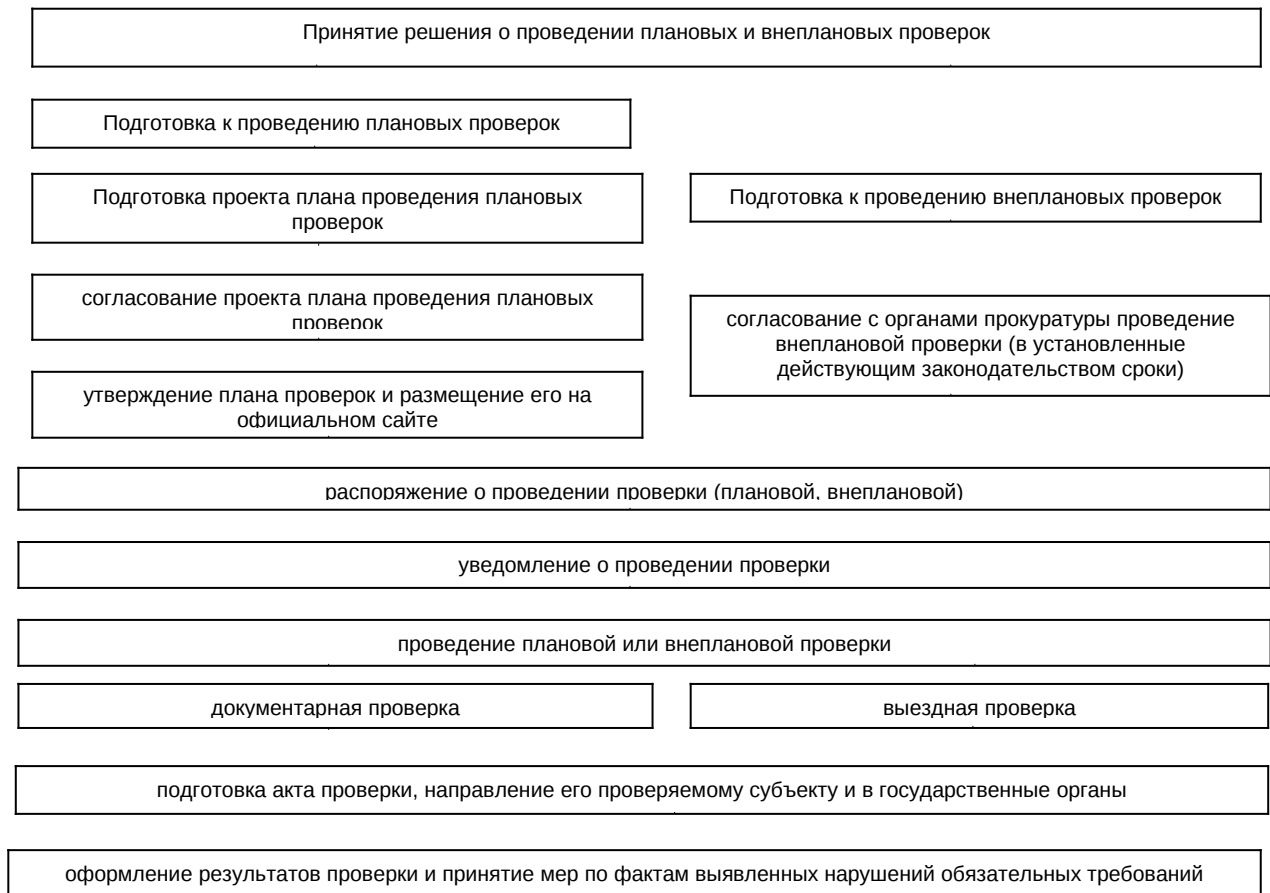 Принятие решения о проведении плановых и внеплановых проверок
Подготовка к проведению плановых проверок
Подготовка проекта плана проведения плановых
проверок
Подготовка к проведению внеплановых проверок
согласование проекта плана проведения плановых
проверок
согласование с органами прокуратуры проведение
внеплановой проверки (в установленные
действующим законодательством сроки)
утверждение плана проверок и размещение его на
официальном сайте
распоряжение о проведении проверки (плановой, внеплановой)
уведомление о проведении проверки
проведение плановой или внеплановой проверки
документарная проверка
выездная проверка
подготовка акта проверки, направление его проверяемому субъекту и в государственные органы
оформление результатов проверки и принятие мер по фактам выявленных нарушений обязательных требований